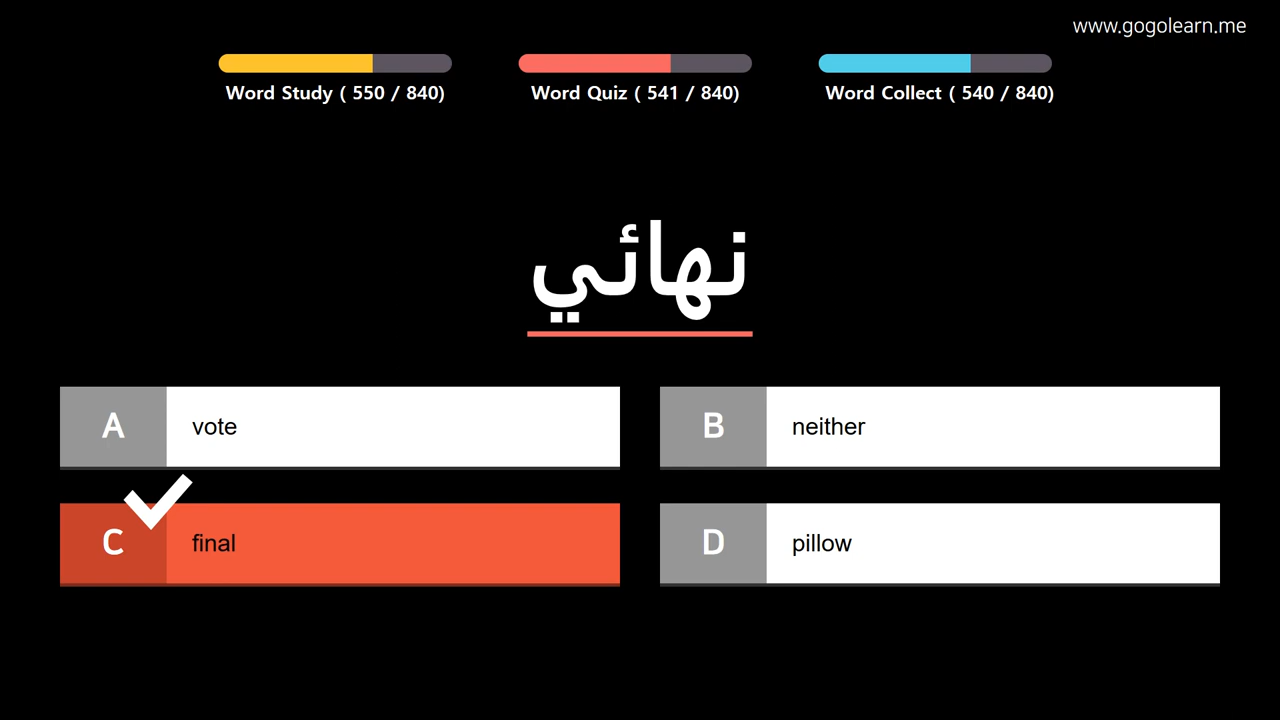 www.gogolearn.me
Word Study ( 550 / 840)
Word Quiz ( 541 / 840)
Word Collect ( 540 / 840)
نهائي
A vote
B neither
C final
D pillow